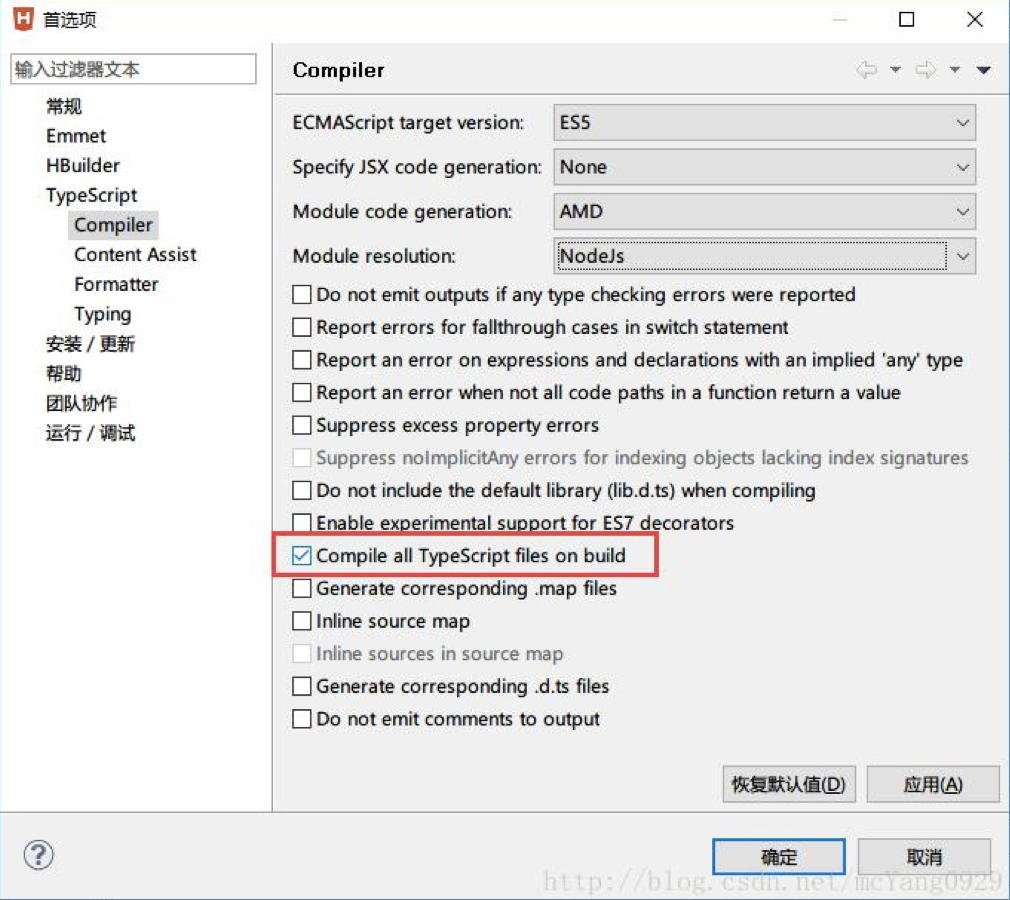 首选项
输入过滤器文本
常规
Emmet
HBuilder
TypeScript
Compiler
Content Assist
Formatter
Typing
安装 / 更新
帮助
团队协作
运行 / 调试
Compiler
ECMAScript target version: ES5
Specify JSX code generation: None
Module code generation: AMD
Module resolution: NodeJs
Do not emit outputs if any type checking errors were reported
Report errors for fallthrough cases in switch statement
Report an error on expressions and declarations with an implied 'any' type
Report an error when not all code paths in a function return a value
Suppress excess property errors
Suppress noImplicitAny errors for indexing objects lacking index signatures
Do not include the default library (lib.d.ts) when compiling
Enable experimental support for ES7 decorators
Compile all TypeScript files on build
Generate corresponding .map files
Inline source map
Inline sources in source map
Generate corresponding .d.ts files
Do not emit comments to output
恢复默认值(D) 应用(A)
确定 取消
http://blog.csdn.net/mcYang0929